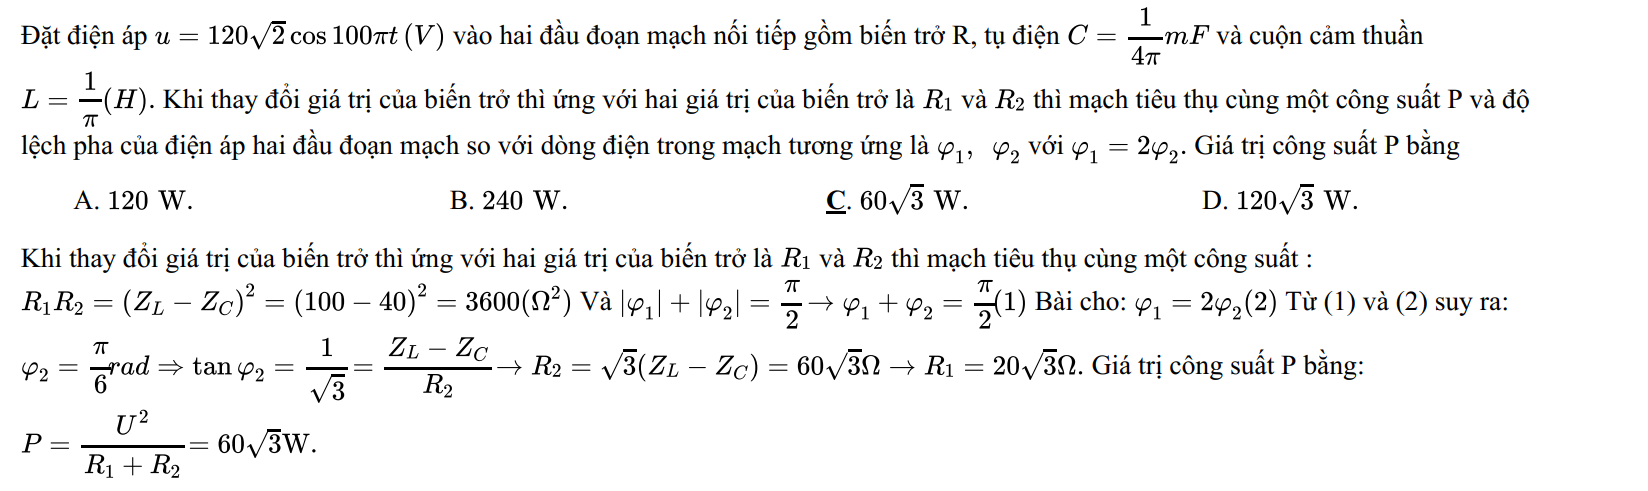 Đặt điện áp $u = 120\sqrt{2}\cos 100\pi t\,(V)$ vào hai đầu đoạn mạch nối tiếp gồm biến trở R, tụ điện $C = \frac{1}{4\pi}mF$ và cuộn cảm thuần
$L = \frac{1}{\pi}(H)$. Khi thay đổi giá trị của biến trở thì ứng với hai giá trị của biến trở là $R_1$ và $R_2$ thì mạch tiêu thụ cùng một công suất P và độ
lệch pha của điện áp hai đầu đoạn mạch so với dòng điện trong mạch tương ứng là $\varphi_1$, $\varphi_2$ với $\varphi_1 = 2\varphi_2$. Giá trị công suất P bằng
A. 120 W. B. 240 W. C. $60\sqrt{3}$ W. D. $120\sqrt{3}$ W.
Khi thay đổi giá trị của biến trở thì ứng với hai giá trị của biến trở là $R_1$ và $R_2$ thì mạch tiêu thụ cùng một công suất :
$R_1R_2 = (Z_L - Z_C)^2 = (100 - 40)^2 = 3600(\Omega^2)$ Và $|\varphi_1| + |\varphi_2| = \frac{\pi}{2} \rightarrow \varphi_1 + \varphi_2 = \frac{\pi}{2}(1)$ Bài cho: $\varphi_1 = 2\varphi_2(2)$ Từ (1) và (2) suy ra:
$\varphi_2 = \frac{\pi}{6}rad \Rightarrow \tan\varphi_2 = \frac{1}{\sqrt{3}} = \frac{Z_L - Z_C}{R_2} \rightarrow R_2 = \sqrt{3}(Z_L - Z_C) = 60\sqrt{3}\Omega \rightarrow R_1 = 20\sqrt{3}\Omega$. Giá trị công suất P bằng:
$P = \frac{U^2}{R_1 + R_2} = 60\sqrt{3}$W.